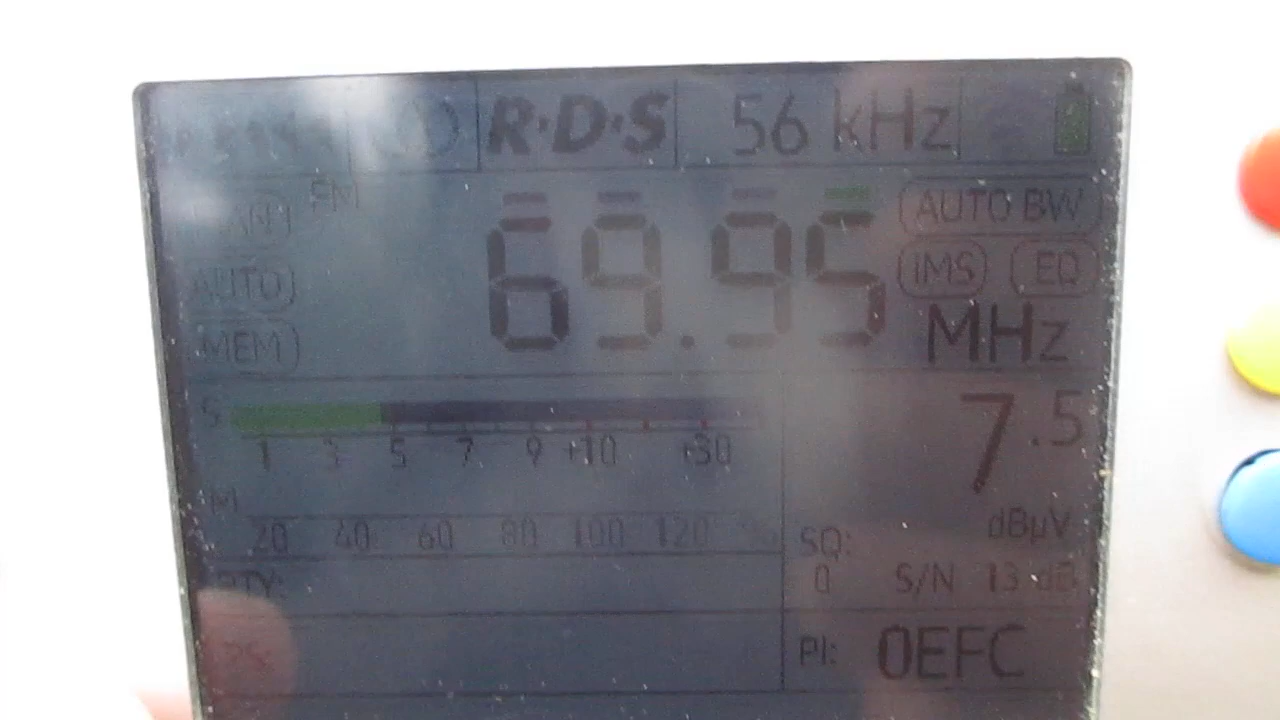 R·D·S 56 kHz
FM
AUTO BW
AUTO 69.95 iMS EQ
MEM MHz
S 7.5
1 3 5 7 9 +10 +30
M dBµV
20 40 60 80 100 120 %
SQ:
PTY: 0 S/N 13 dB
PS: PI: 0EFC